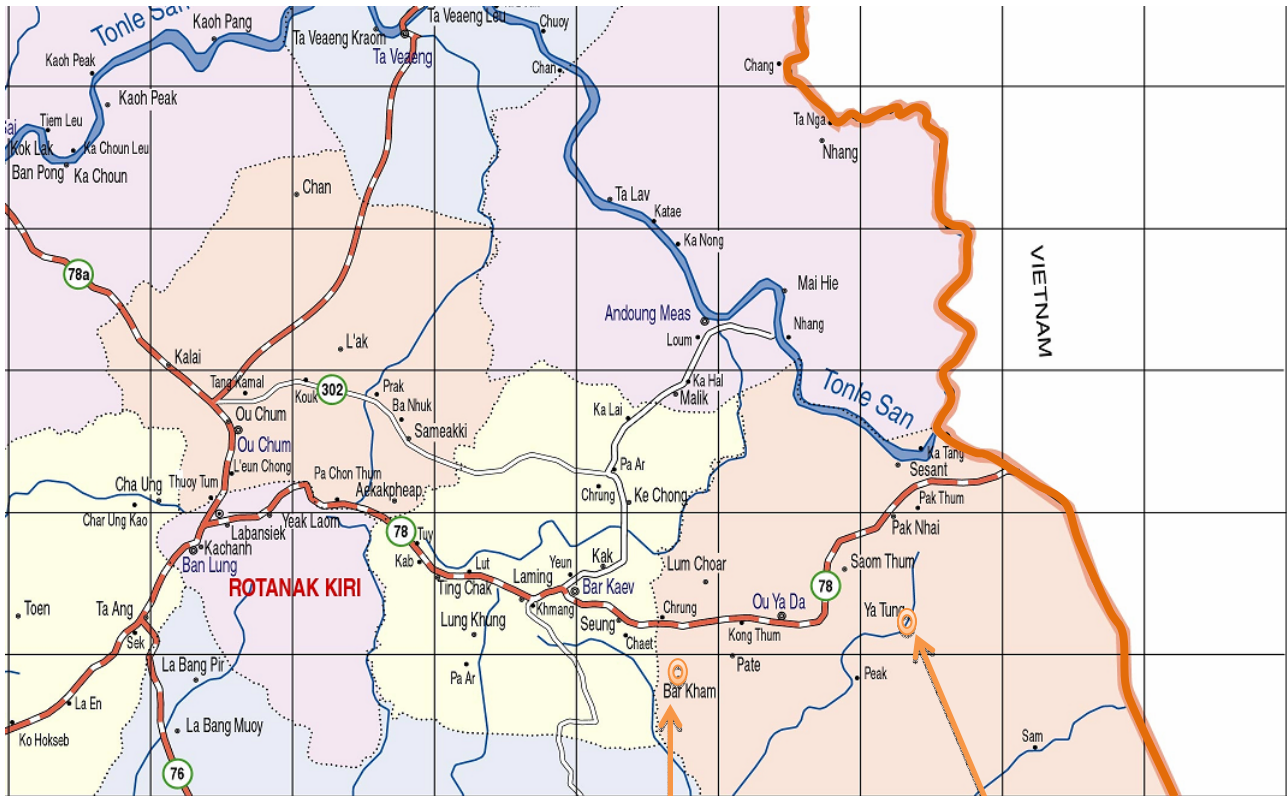 Kaoh Pang
Ta Veaeng Leu
Chuoy
Tonle San
Ta Veaeng Kraom
Ta Veaeng
Kaoh Peak
Chan
Chang
Kaoh Peak
Tiem Leu
Ta Nga
Kok Lak
Ka Choun Leu
Nhang
Ban Pong
Ka Choun
Chan
Ta Lav
Katae
Ka Nong
VIETNAM
78a
Mai Hie
Andoung Meas
Nhang
Loum
L'ak
Kalai
Tang Kamal
302
Kouk
Prak
Ka Hal
Malik
Tonle San
Ba Nhuk
Ka Lai
Ou Chum
Sameakki
Ou Chum
Ka Tang
Sesant
L'eun Chong
Pa Ar
Cha Ung
Thuoy Tum
Pa Chon Thum
Aekakpheap
Chrung
Ke Chong
Pak Thum
Char Ung Kao
Labansiek
Yeak Laom
78
Tuy
Pak Nhai
Kachanh
Ban Lung
Kab
Lut
Yeun
Kak
Lum Choar
Saom Thum
ROTANAK KIRI
Ting Chak
Laming
Bar Kaev
78
Toen
Ta Ang
Khmang
Chrung
Ou Ya Da
Ya Tung
Lung Khung
Seung
Kong Thum
Sek
Chaet
La Bang Pir
Pa Ar
Pate
Peak
Bar Kham
La En
La Bang Muoy
Ko Hokseb
Sam
76